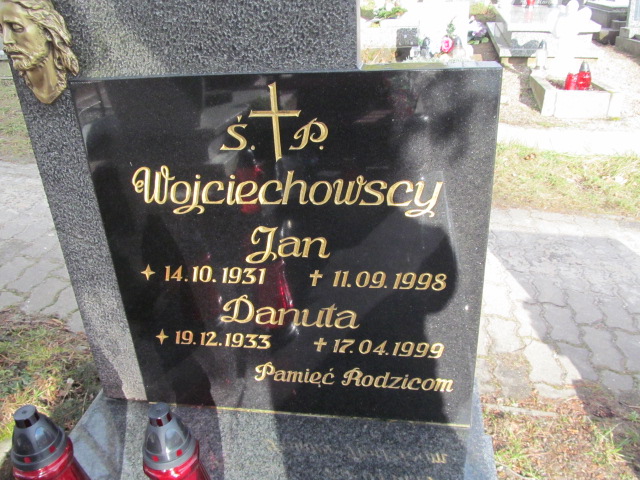 Ś. P.
Wojciechowscy
Jan
14.10.1931 11.09.1998
Danuta
19.12.1933 17.04.1999
Pamięć Rodzicom